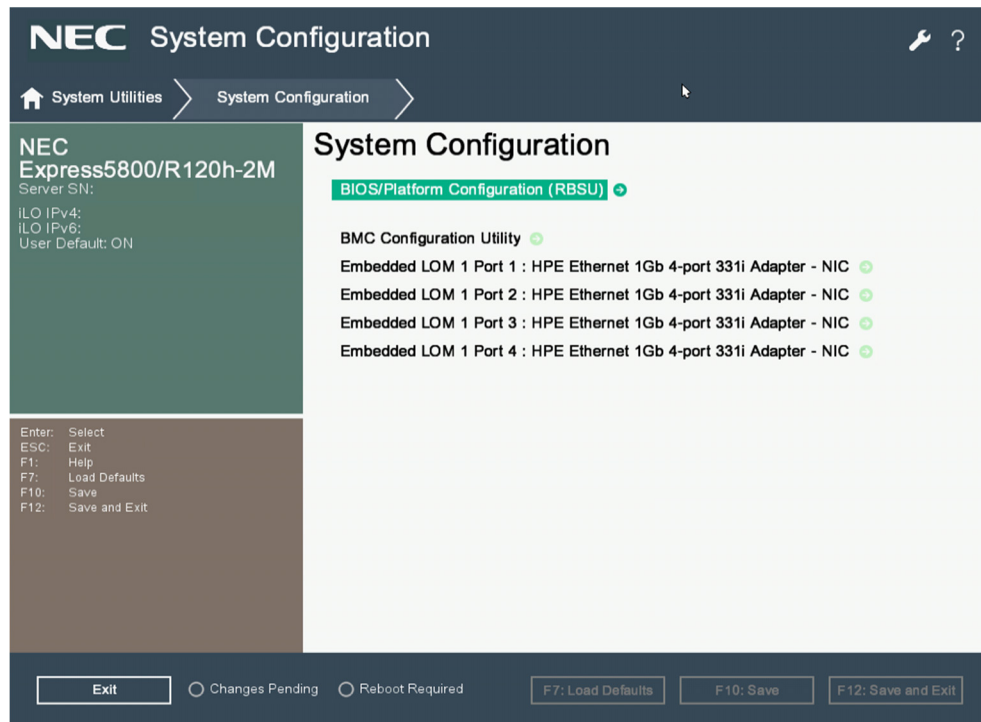 NEC System Configuration
?
System Utilities
System Configuration
NEC
Express5800/R120h-2M
Server SN:
iLO IPv4:
iLO IPv6:
User Default: ON
Enter: Select
ESC: Exit
F1: Help
F7: Load Defaults
F10: Save
F12: Save and Exit
System Configuration
BIOS/Platform Configuration (RBSU)
BMC Configuration Utility
Embedded LOM 1 Port 1 : HPE Ethernet 1Gb 4-port 331i Adapter - NIC
Embedded LOM 1 Port 2 : HPE Ethernet 1Gb 4-port 331i Adapter - NIC
Embedded LOM 1 Port 3 : HPE Ethernet 1Gb 4-port 331i Adapter - NIC
Embedded LOM 1 Port 4 : HPE Ethernet 1Gb 4-port 331i Adapter - NIC
Exit
Changes Pending
Reboot Required
F7: Load Defaults
F10: Save
F12: Save and Exit